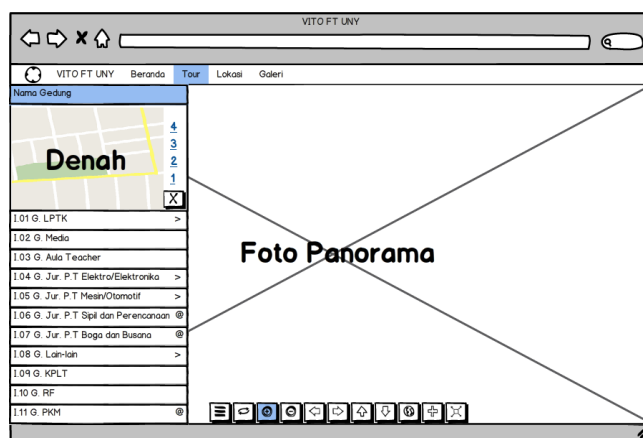 VITO FT UNY
VITO FT UNY Beranda Tour Lokasi Galeri
Nama Gedung
4
3
2
1
Denah
X
I.01 G. LPTK >
I.02 G. Media
I.03 G. Aula Teacher
I.04 G. Jur. P.T Elektro/Elektronika >
I.05 G. Jur. P.T Mesin/Otomotif >
I.06 G. Jur. P.T Sipil dan Perencanaan @
I.07 G. Jur. P.T Boga dan Busana @
I.08 G. Lain-lain >
I.09 G. KPLT
I.10 G. RF
I.11 G. PKM @
Foto Panorama